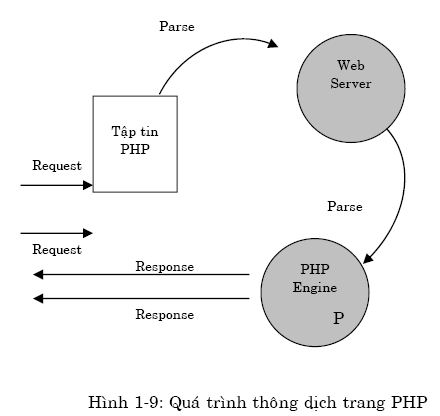 Parse
Web
Server
Tập tin
PHP
Request
Parse
Request
Response
PHP
Engine
Response
P
Hình 1-9: Quá trình thông dịch trang PHP